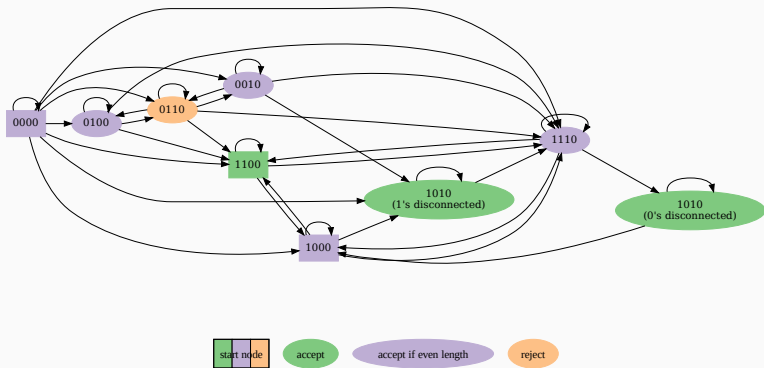 0010
0110
0000
0100
1110
1100
1010
(1's disconnected)
1010
(0's disconnected)
1000
start node
accept
accept if even length
reject